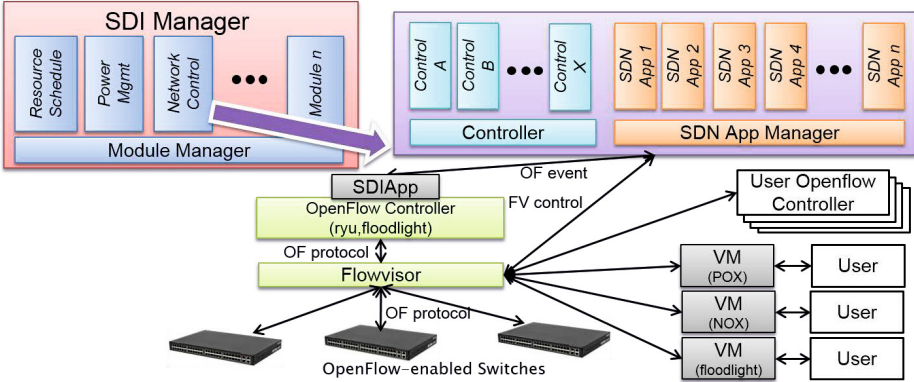 SDI Manager
Resource
Schedule
Power
Mgmt
Network
Control
Module n
Module Manager
Control
A
Control
B
Control
X
Controller
SDN
App 1
SDN
App 2
SDN
App 3
SDN
App 4
SDN
App n
SDN App Manager
SDIApp
OF event
OpenFlow Controller
(ryu,floodlight)
FV control
User Openflow
Controller
OF protocol
Flowvisor
VM
(POX)
User
OF protocol
VM
(NOX)
User
VM
(floodlight)
User
OpenFlow-enabled Switches